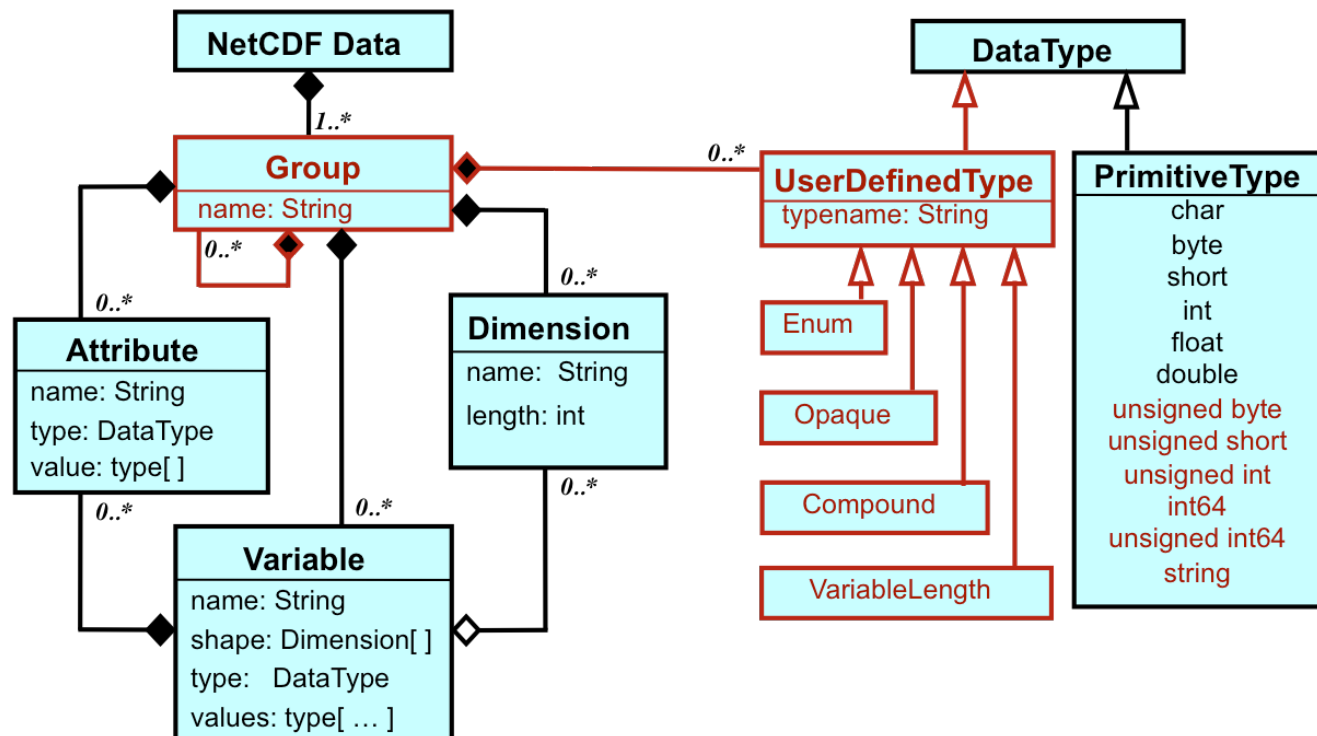 NetCDF Data
1..*
Group
name: String
0..*
0..*
Attribute
name: String
type: DataType
value: type[ ]
0..*
0..*
Dimension
name:  String
length: int
0..*
0..*
Variable
name: String
shape: Dimension[ ]
type:   DataType
values: type[ … ]
DataType
0..*
UserDefinedType
typename: String
Enum
Opaque
Compound
VariableLength
PrimitiveType
char
byte
short
int
float
double
unsigned byte
unsigned short
unsigned int
int64
unsigned int64
string